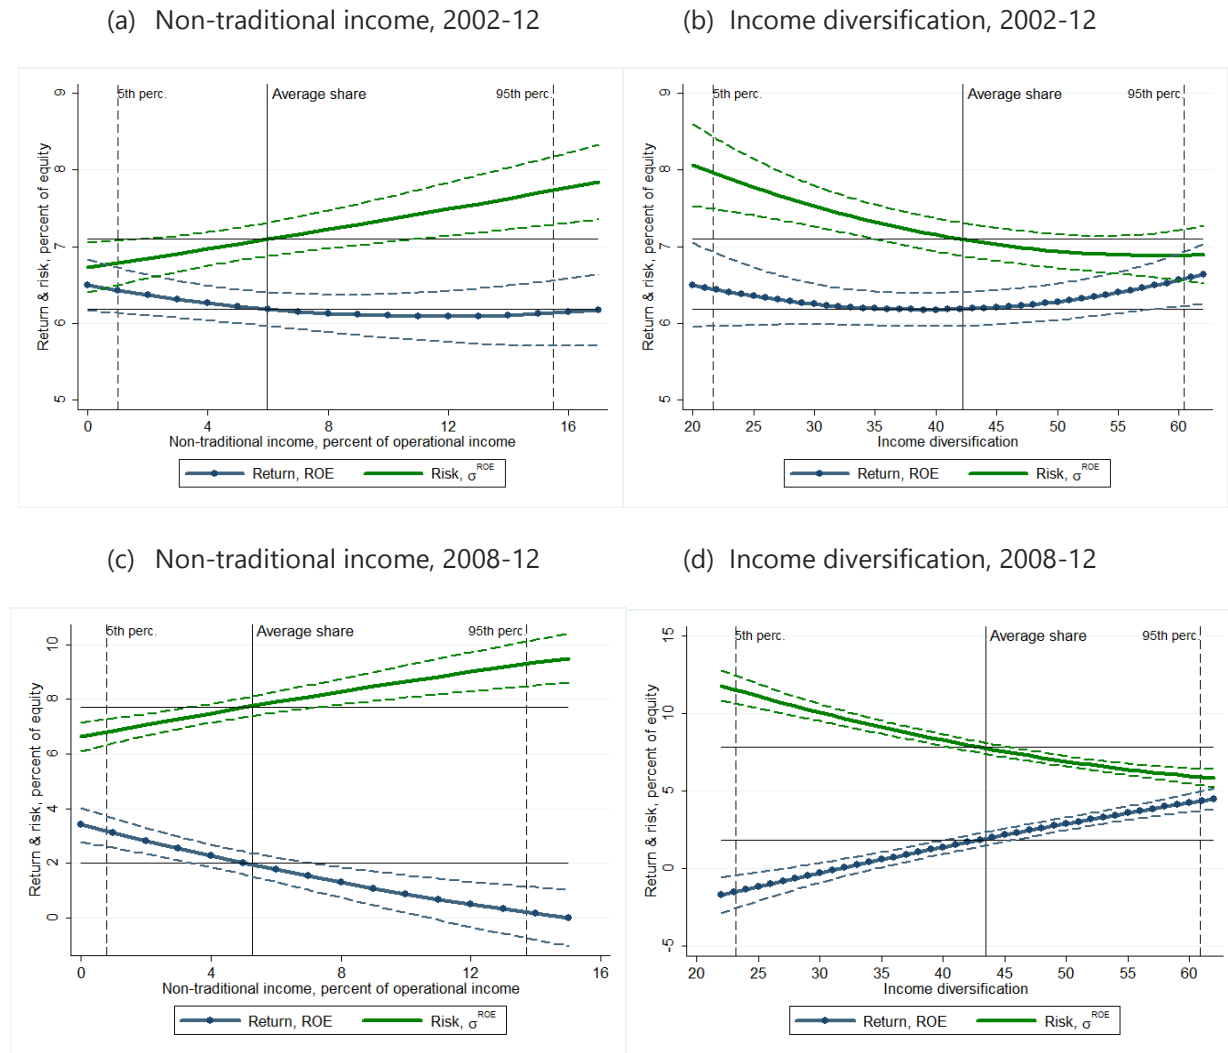 (a) Non-traditional income, 2002-12
(b) Income diversification, 2002-12
5th perc.
Average share
95th perc.
Return & risk, percent of equity
9
8
7
6
5
0 4 8 12 16
Non-traditional income, percent of operational income
Return, ROE Risk, σ^ROE
5th perc.
Average share
95th perc.
Return & risk, percent of equity
9
8
7
6
5
20 25 30 35 40 45 50 55 60
Income diversification
Return, ROE Risk, σ^ROE
(c) Non-traditional income, 2008-12
(d) Income diversification, 2008-12
5th perc.
Average share
95th perc.
Return & risk, percent of equity
10
8
6
4
2
0
0 4 8 12 16
Non-traditional income, percent of operational income
Return, ROE Risk, σ^ROE
5th perc.
Average share
95th perc.
Return & risk, percent of equity
15
10
5
0
-5
20 25 30 35 40 45 50 55 60
Income diversification
Return, ROE Risk, σ^ROE